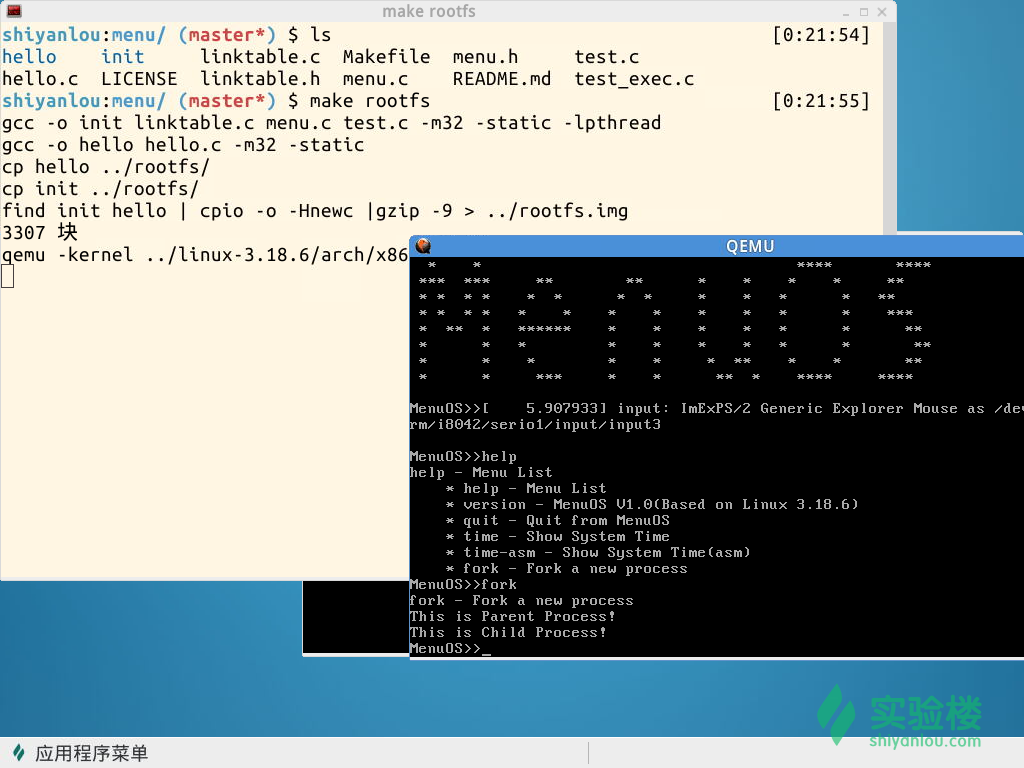 make rootfs
shiyanlou:menu/ (master*) $ ls [0:21:54]
hello init linktable.c Makefile menu.h test.c
hello.c LICENSE linktable.h menu.c README.md test_exec.c
shiyanlou:menu/ (master*) $ make rootfs [0:21:55]
gcc -o init linktable.c menu.c test.c -m32 -static -lpthread
gcc -o hello hello.c -m32 -static
cp hello ../rootfs/
cp init ../rootfs/
find init hello | cpio -o -Hnewc |gzip -9 > ../rootfs.img
3307 块
qemu -kernel ../linux-3.18.6/arch/x86
QEMU
MenuOS
MenuOS>>[    5.907933] input: ImExPS/2 Generic Explorer Mouse as /dev
rm/i8042/serio1/input/input3
MenuOS>>help
help - Menu List
* help - Menu List
* version - MenuOS V1.0(Based on Linux 3.18.6)
* quit - Quit from MenuOS
* time - Show System Time
* time-asm - Show System Time(asm)
* fork - Fork a new process
MenuOS>>fork
fork - Fork a new process
This is Parent Process!
This is Child Process!
MenuOS>>_
实验楼
shiyanlou.com
应用程序菜单